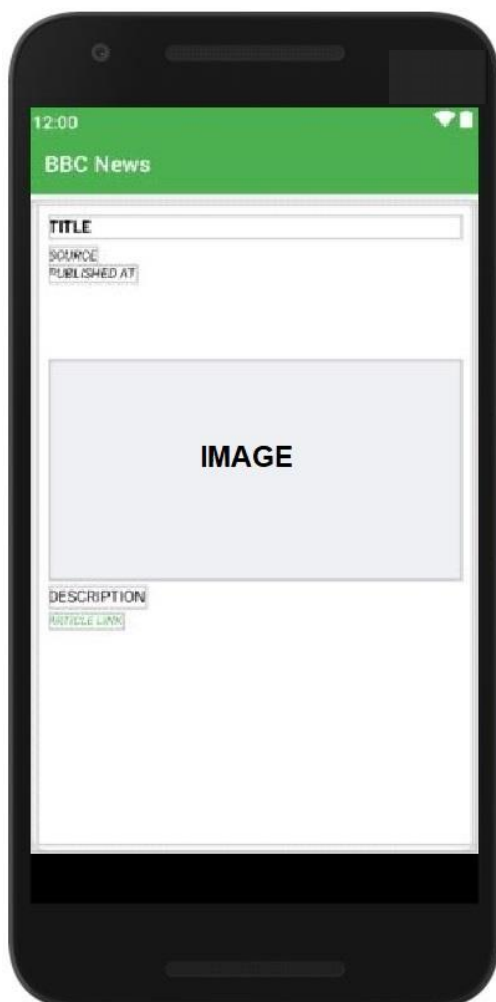 12:00
BBC News
TITLE
SOURCE
PUBLISHED AT
IMAGE
DESCRIPTION
ARTICLE LINK